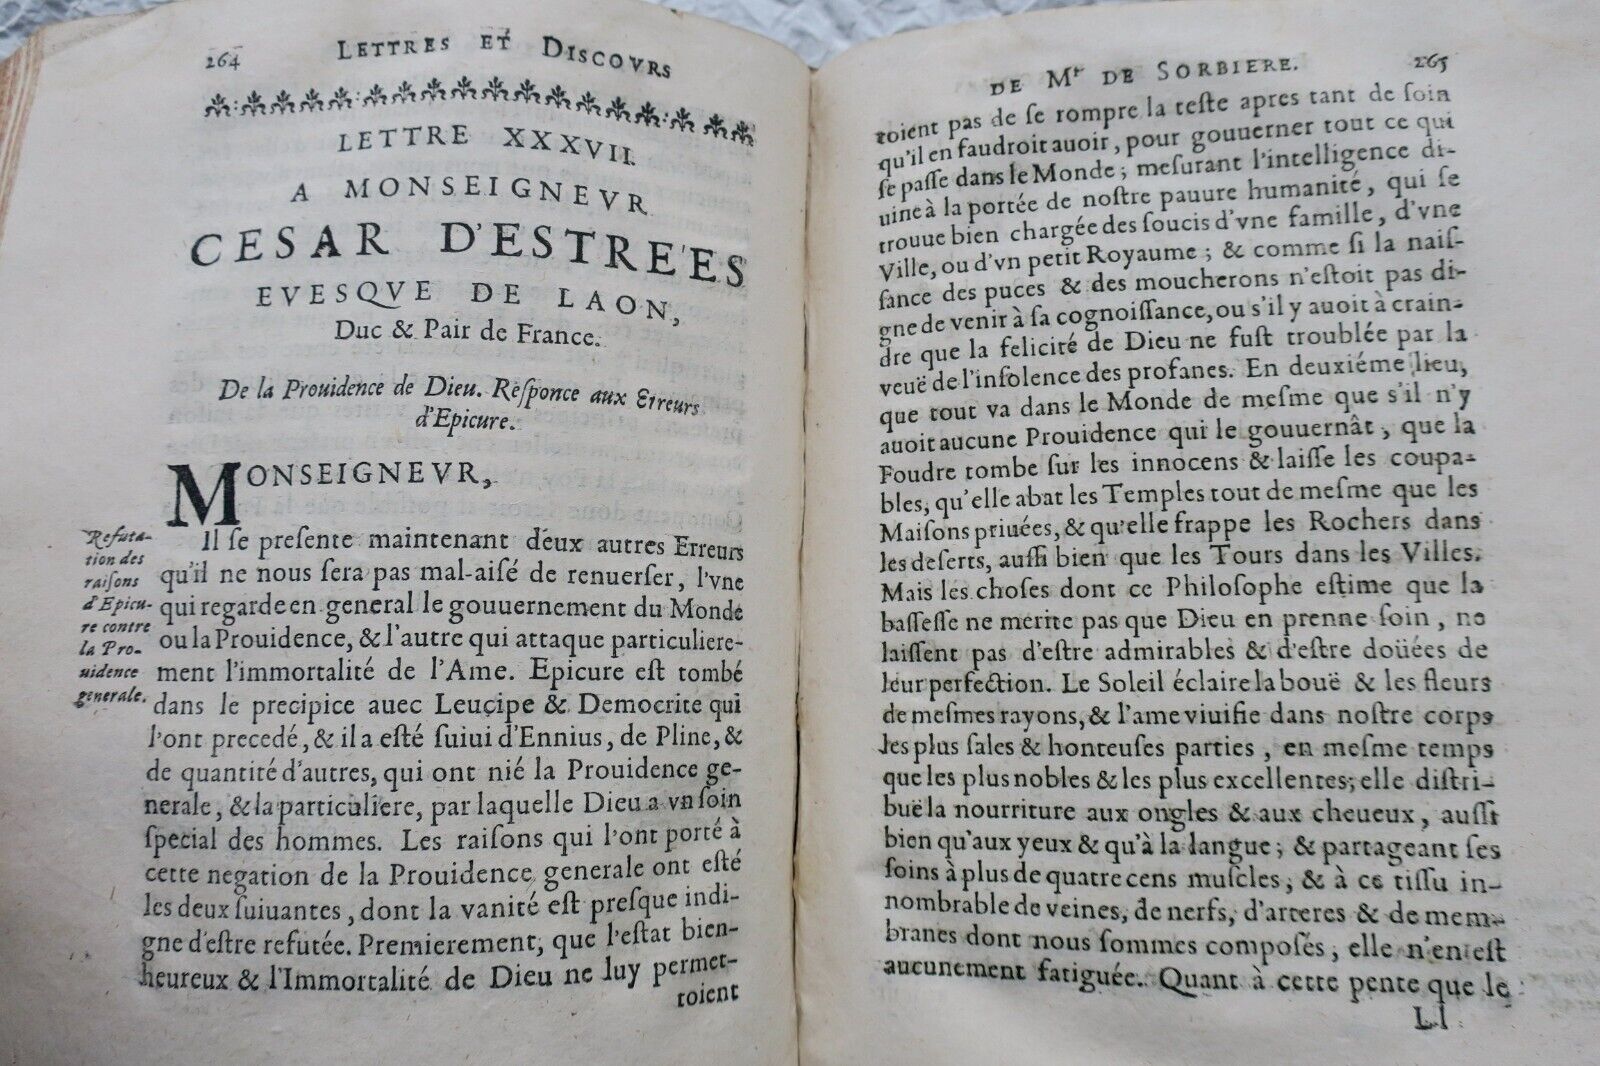 264 LETTRES ET DISCOVRS
LETTRE XXXVII.
A MONSEIGNEVR
CESAR D'ESTRE'ES
EVESQVE DE LAON,
Duc & Pair de France.
De la Prouidence de Dieu. Reſponce aux Erreurs
d'Epicure.
MONSEIGNEVR,
Refuta-
tion des
raiſons
d'Epicu-
re contre
la Pro-
uidence
generale.
Il ſe preſente maintenant deux autres Erreurs
qu'il ne nous ſera pas mal-aiſé de renuerſer, l'vne
qui regarde en general le gouuernement du Monde
ou la Prouidence, & l'autre qui attaque particuliere-
ment l'immortalité de l'Ame. Epicure eſt tombé
dans le precipice auec Leucipe & Democrite qui
l'ont precedé, & il a eſté ſuiui d'Ennius, de Pline, &
de quantité d'autres, qui ont nié la Prouidence ge-
nerale, & la particuliere, par laquelle Dieu a vn ſoin
ſpecial des hommes. Les raiſons qui l'ont porté à
cette negation de la Prouidence generale ont eſté
les deux ſuiuantes, dont la vanité eſt preſque indi-
gne d'eſtre refutée. Premierement, que l'eſtat bien-
heureux & l'Immortalité de Dieu ne luy permet-
toient
DE Mr DE SORBIERE. 265
toient pas de ſe rompre la teſte apres tant de ſoin
qu'il en faudroit auoir, pour gouuerner tout ce qui
ſe paſſe dans le Monde; meſurant l'intelligence di-
uine à la portée de noſtre pauure humanité, qui ſe
trouue bien chargée des ſoucis d'vne famille, d'vne
Ville, ou d'vn petit Royaume; & comme ſi la naiſ-
ſance des puces & des moucherons n'eſtoit pas di-
gne de venir à ſa cognoiſſance, ou s'il y auoit à crain-
dre que la felicité de Dieu ne fuſt troublée par la
veuë de l'inſolence des profanes. En deuxiéme lieu,
que tout va dans le Monde de meſme que s'il n'y
auoit aucune Prouidence qui le gouuernât, que la
Foudre tombe ſur les innocens & laiſſe les coupa-
bles, qu'elle abat les Temples tout de meſme que les
Maiſons priuées, & qu'elle frappe les Rochers dans
les deſerts, auſſi bien que les Tours dans les Villes.
Mais les choſes dont ce Philoſophe eſtime que la
baſſeſſe ne merite pas que Dieu en prenne ſoin, ne
laiſſent pas d'eſtre admirables & d'eſtre doüées de
leur perfection. Le Soleil éclaire la bouë & les fleurs
de meſmes rayons, & l'ame viuifie dans noſtre corps
les plus ſales & honteuſes parties, en meſme temps
que les plus nobles & les plus excellentes; elle diſtri-
buë la nourriture aux ongles & aux cheueux, auſſi
bien qu'aux yeux & qu'à la langue; & partageant ſes
ſoins à plus de quatre cens muſcles, & à ce tiſſu in-
nombrable de veines, de nerfs, d'arteres & de mem-
branes dont nous ſommes compoſés, elle n'en eſt
aucunement fatiguée. Quant à cette pente que le
L l